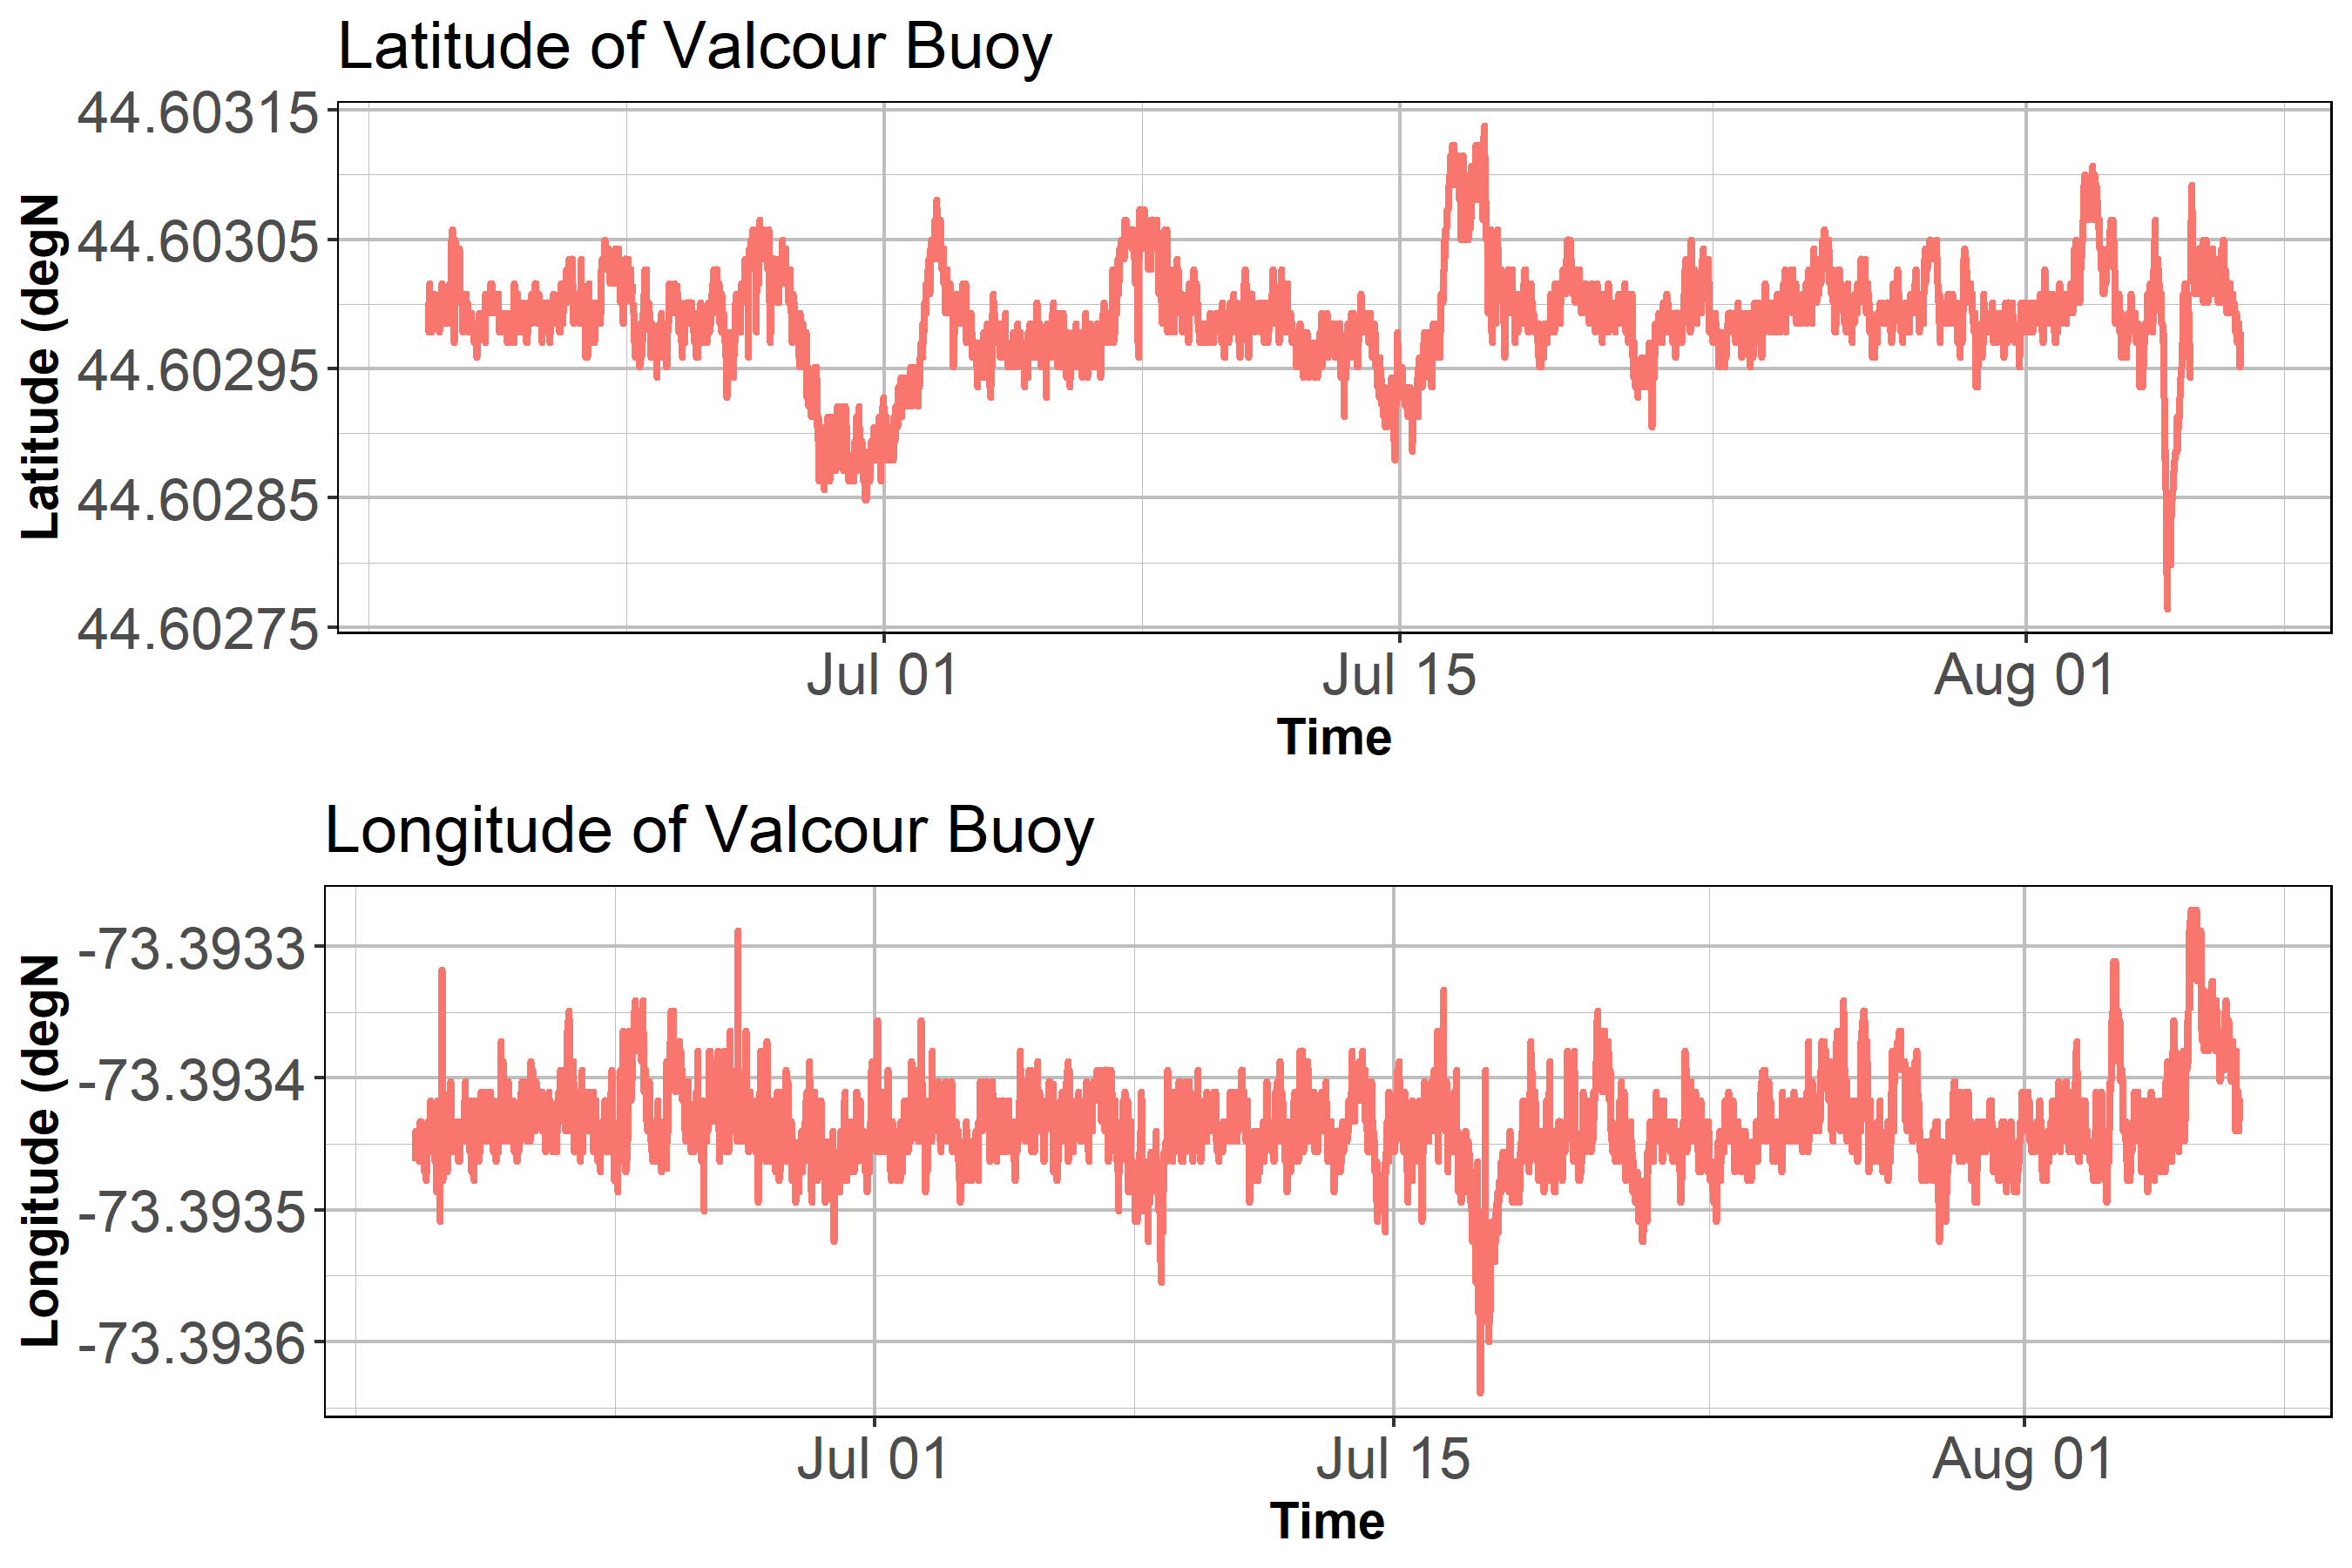 Latitude of Valcour Buoy
44.60315
44.60305
44.60295
44.60285
44.60275
Latitude (degN
Jul 01 Jul 15 Aug 01
Time
Longitude of Valcour Buoy
-73.3933
-73.3934
-73.3935
-73.3936
Longitude (degN
Jul 01 Jul 15 Aug 01
Time